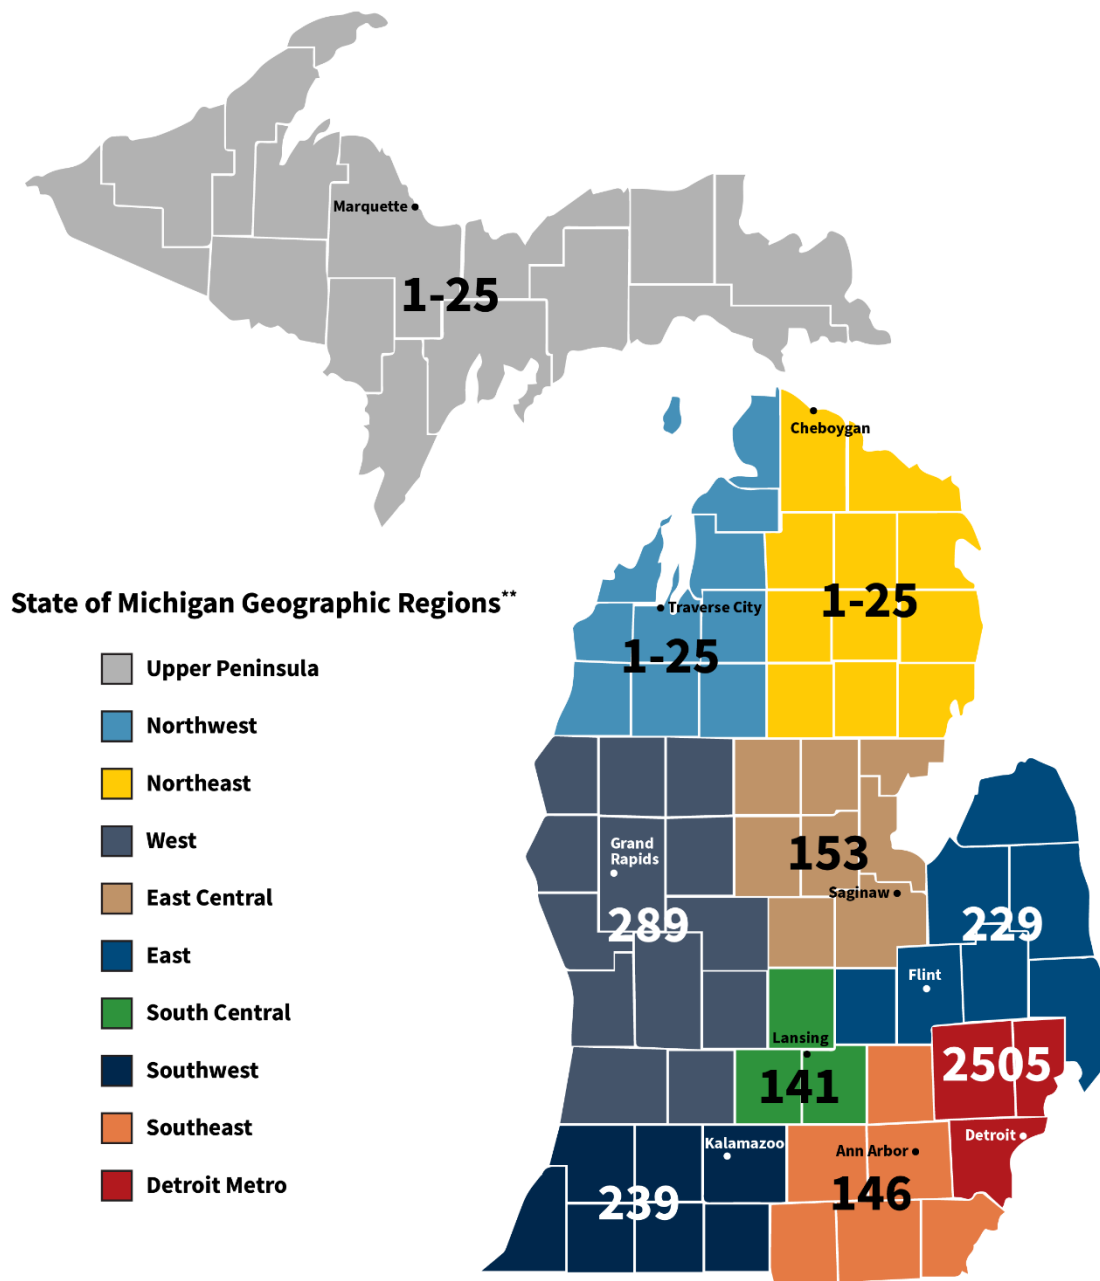 Marquette
1-25
Cheboygan
State of Michigan Geographic Regions**
Traverse City
1-25
1-25
Upper Peninsula
Northwest
Northeast
West
East Central
East
South Central
Southwest
Southeast
Detroit Metro
Grand
Rapids
153
Saginaw
289
229
Flint
Lansing
2505
141
Detroit
Kalamazoo
Ann Arbor
146
239